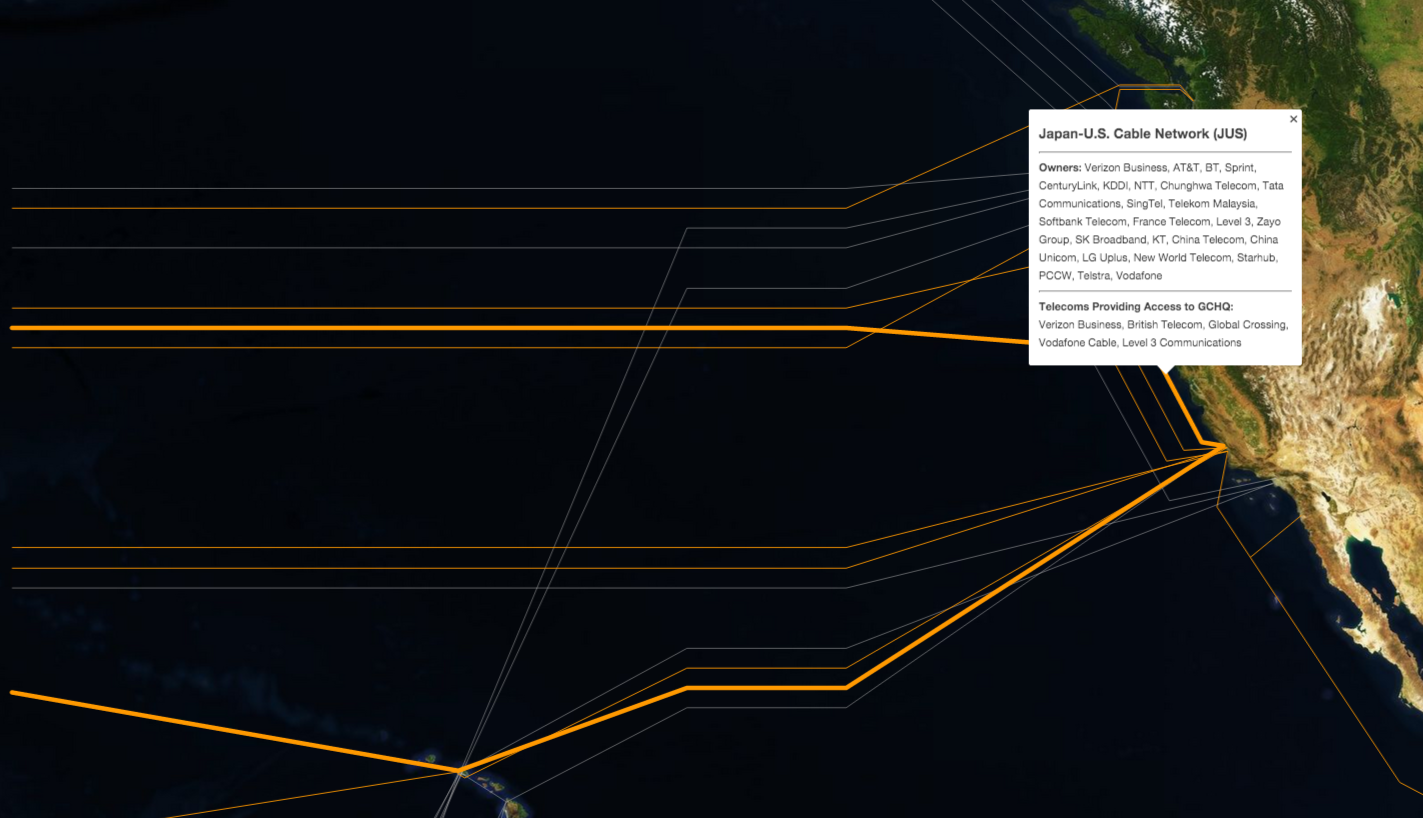 ×
Japan-U.S. Cable Network (JUS)
Owners: Verizon Business, AT&T, BT, Sprint,
CenturyLink, KDDI, NTT, Chunghwa Telecom, Tata
Communications, SingTel, Telekom Malaysia,
Softbank Telecom, France Telecom, Level 3, Zayo
Group, SK Broadband, KT, China Telecom, China
Unicom, LG Uplus, New World Telecom, Starhub,
PCCW, Telstra, Vodafone
Telecoms Providing Access to GCHQ:
Verizon Business, British Telecom, Global Crossing,
Vodafone Cable, Level 3 Communications